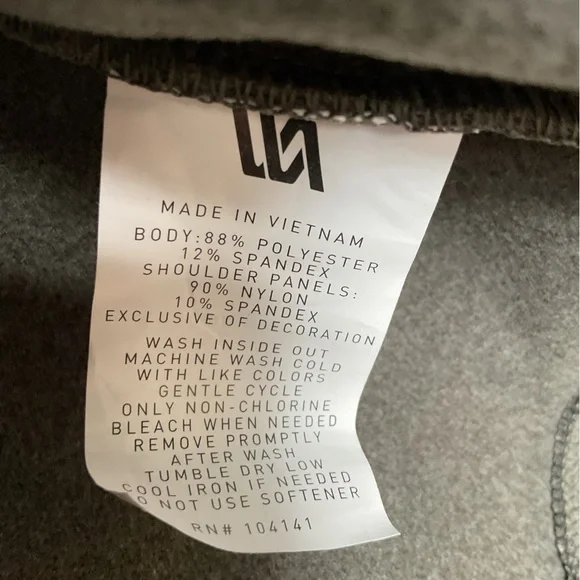 MADE IN VIETNAM
BODY:88% POLYESTER
12% SPANDEX
SHOULDER PANELS:
90% NYLON
10% SPANDEX
EXCLUSIVE OF DECORATION
WASH INSIDE OUT
MACHINE WASH COLD
WITH LIKE COLORS
GENTLE CYCLE
ONLY NON-CHLORINE
BLEACH WHEN NEEDED
REMOVE PROMPTLY
AFTER WASH
TUMBLE DRY LOW
COOL IRON IF NEEDED
DO NOT USE SOFTENER
RN# 104141